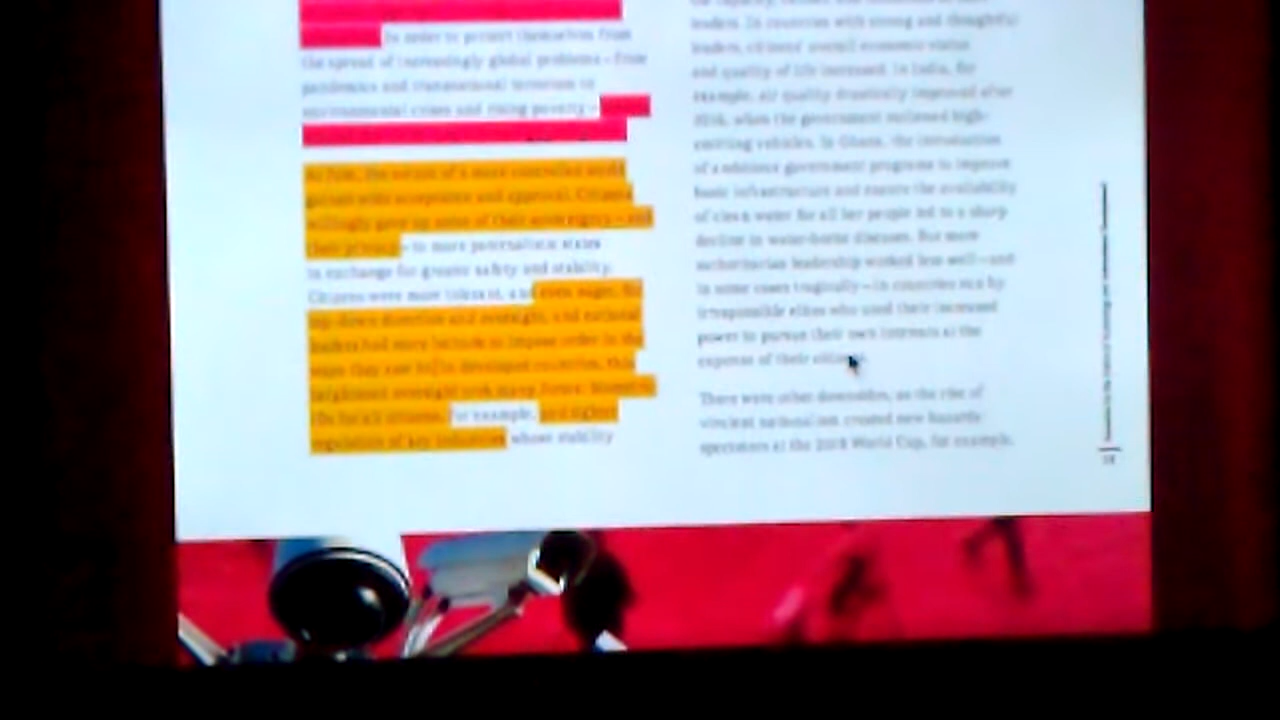 In order to protect themselves from
the spread of increasingly global problems—from
pandemics and transnational terrorism to
environmental crises and rising poverty—
At first, the notion of a more controlled world
gained wide acceptance and approval. Citizens
willingly gave up some of their sovereignty—and
their privacy—to more paternalistic states
in exchange for greater safety and stability.
Citizens were more tolerant, and even eager, for
top-down direction and oversight, and national
leaders had more latitude to impose order in the
ways they saw fit. In developed countries, this
heightened oversight took many forms: biometric
IDs for all citizens, for example, and tighter
regulation of key industries whose stability
leaders. In countries with strong and thoughtful
leaders, citizens' overall economic status
and quality of life increased. In India, for
example, air quality drastically improved after
2016, when the government outlawed high-
emitting vehicles. In Ghana, the introduction
of ambitious government programs to improve
basic infrastructure and ensure the availability
of clean water for all her people led to a sharp
decline in water-borne diseases. But more
authoritarian leadership worked less well—and
in some cases tragically—in countries run by
irresponsible elites who used their increased
power to pursue their own interests at the
expense of their
There were other downsides, as the rise of
virulent nationalism created new hazards:
spectators at the 2018 World Cup, for example,